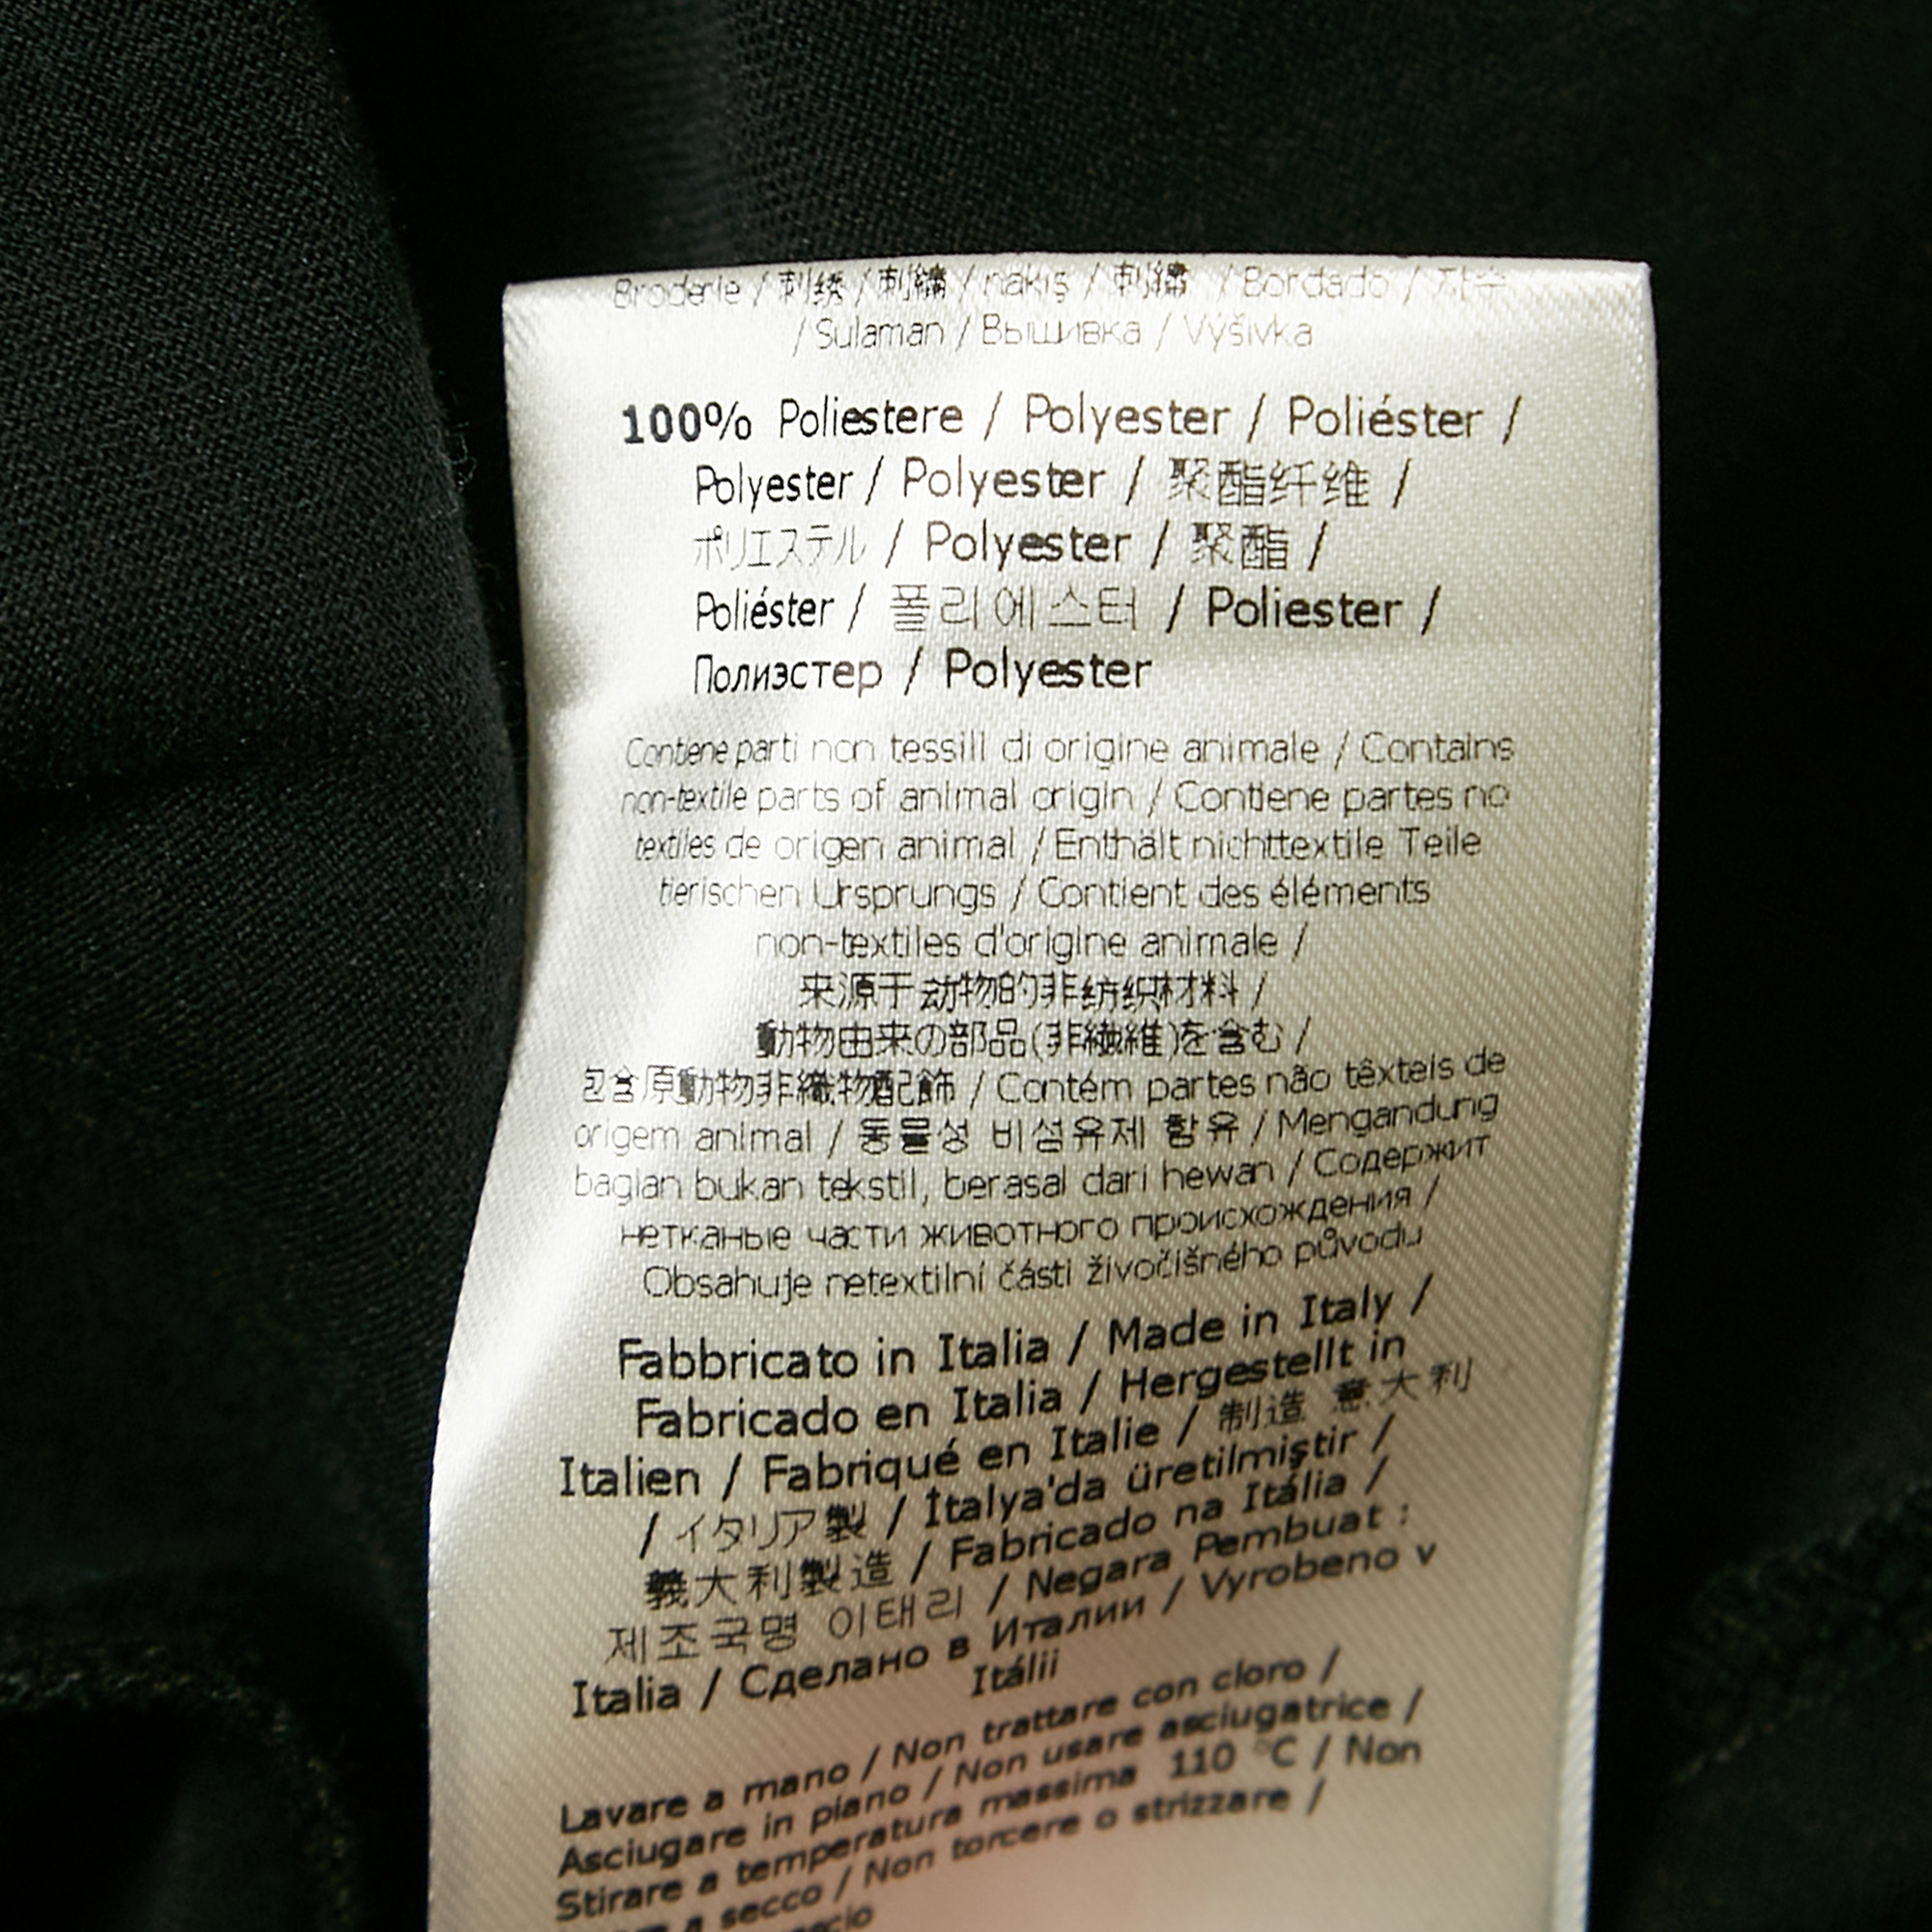 Broderie / 刺绣 / 刺繍 / nakış / 刺繡 / Bordado / 자수
/ Sulaman / Вышивка / Výšivka
100% Poliestere / Polyester / Poliéster /
Polyester / Polyester / 聚酯纤维 /
ポリエステル / Polyester / 聚酯 /
Poliéster / 폴리에스터 / Poliester /
Полиэстер / Polyester
Contiene parti non tessili di origine animale / Contains
non-textile parts of animal origin / Contiene partes no
textiles de origen animal / Enthält nichttextile Teile
tierischen Ursprungs / Contient des éléments
non-textiles d'origine animale /
来源于动物的非纺织材料 /
動物由来の部品(非繊維)を含む /
包含原動物非織物配飾 / Contém partes não têxteis de
origem animal / 동물성 비섬유제 함유 / Mengandung
bagian bukan tekstil, berasal dari hewan / Содержит
нетканые части животного происхождения /
Obsahuje netextilní části živočišného původu
Fabbricato in Italia / Made in Italy /
Fabricado en Italia / Hergestellt in
Italien / Fabriqué en Italie / 制造 意大利
/ イタリア製 / İtalya'da üretilmiştir /
義大利製造 / Fabricado na Itália /
제조국명 이태리 / Negara Pembuat :
Italia / Сделано в Италии / Vyrobeno v
Itálii
Lavare a mano / Non trattare con cloro /
Asciugare in piano / Non usare asciugatrice /
Stirare a temperatura massima 110 °C / Non
a secco / Non torcere o strizzare /